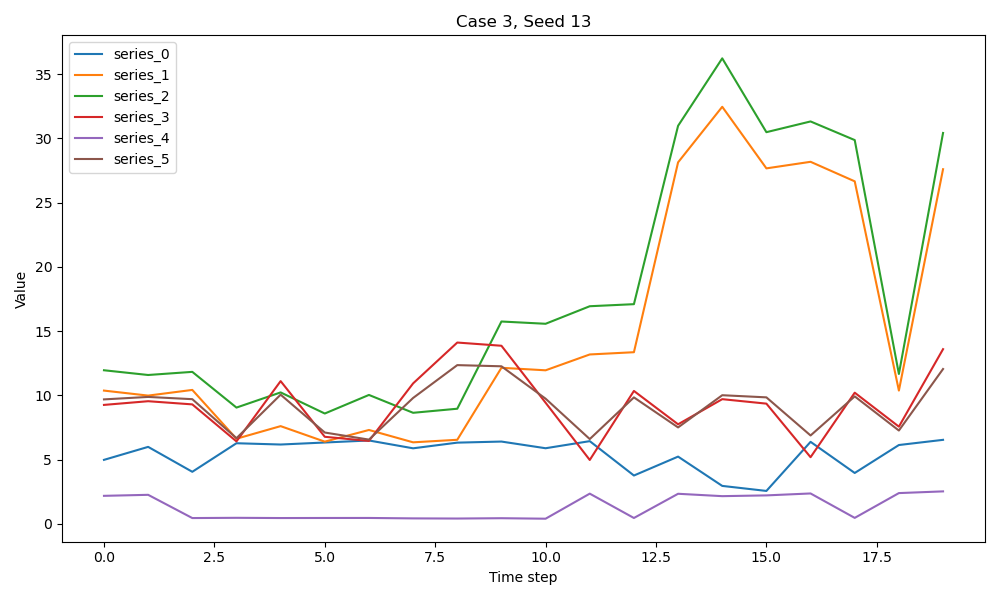 Case 3, Seed 13
series_0
series_1
series_2
series_3
series_4
series_5
Value
35
30
25
20
15
10
5
0
0.0 2.5 5.0 7.5 10.0 12.5 15.0 17.5
Time step